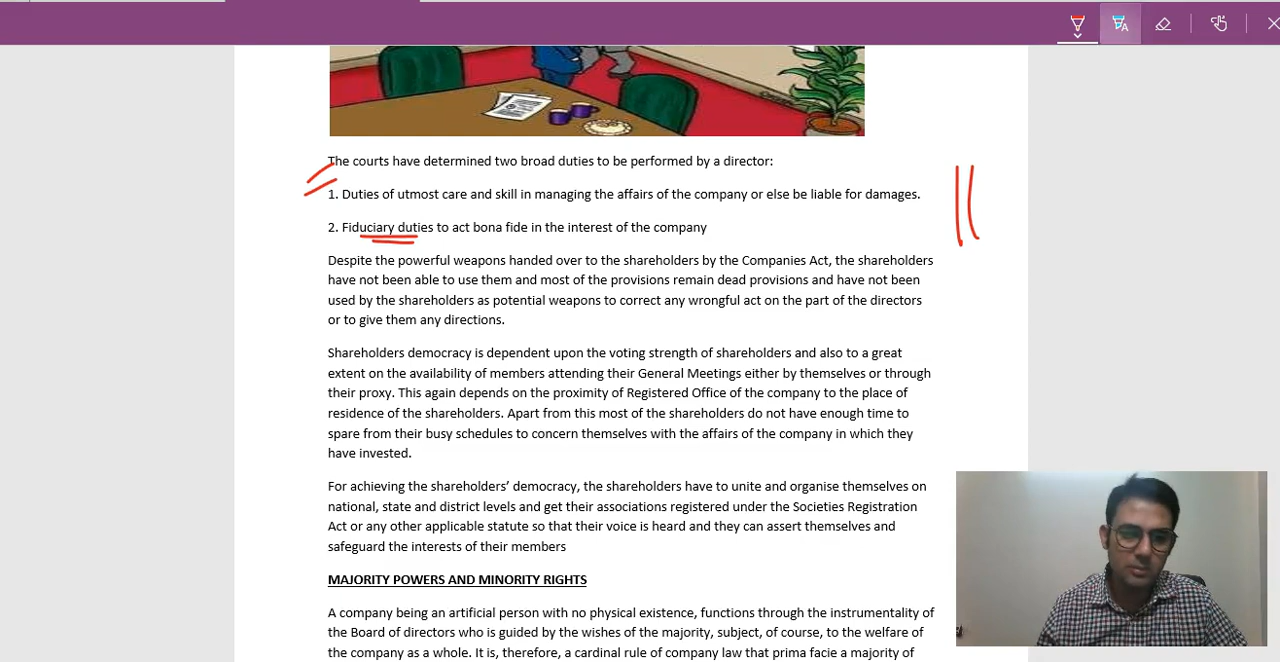 The courts have determined two broad duties to be performed by a director:
1. Duties of utmost care and skill in managing the affairs of the company or else be liable for damages.
2. Fiduciary duties to act bona fide in the interest of the company
Despite the powerful weapons handed over to the shareholders by the Companies Act, the shareholders
have not been able to use them and most of the provisions remain dead provisions and have not been
used by the shareholders as potential weapons to correct any wrongful act on the part of the directors
or to give them any directions.
Shareholders democracy is dependent upon the voting strength of shareholders and also to a great
extent on the availability of members attending their General Meetings either by themselves or through
their proxy. This again depends on the proximity of Registered Office of the company to the place of
residence of the shareholders. Apart from this most of the shareholders do not have enough time to
spare from their busy schedules to concern themselves with the affairs of the company in which they
have invested.
For achieving the shareholders’ democracy, the shareholders have to unite and organise themselves on
national, state and district levels and get their associations registered under the Societies Registration
Act or any other applicable statute so that their voice is heard and they can assert themselves and
safeguard the interests of their members
MAJORITY POWERS AND MINORITY RIGHTS
A company being an artificial person with no physical existence, functions through the instrumentality of
the Board of directors who is guided by the wishes of the majority, subject, of course, to the welfare of
the company as a whole. It is, therefore, a cardinal rule of company law that prima facie a majority of